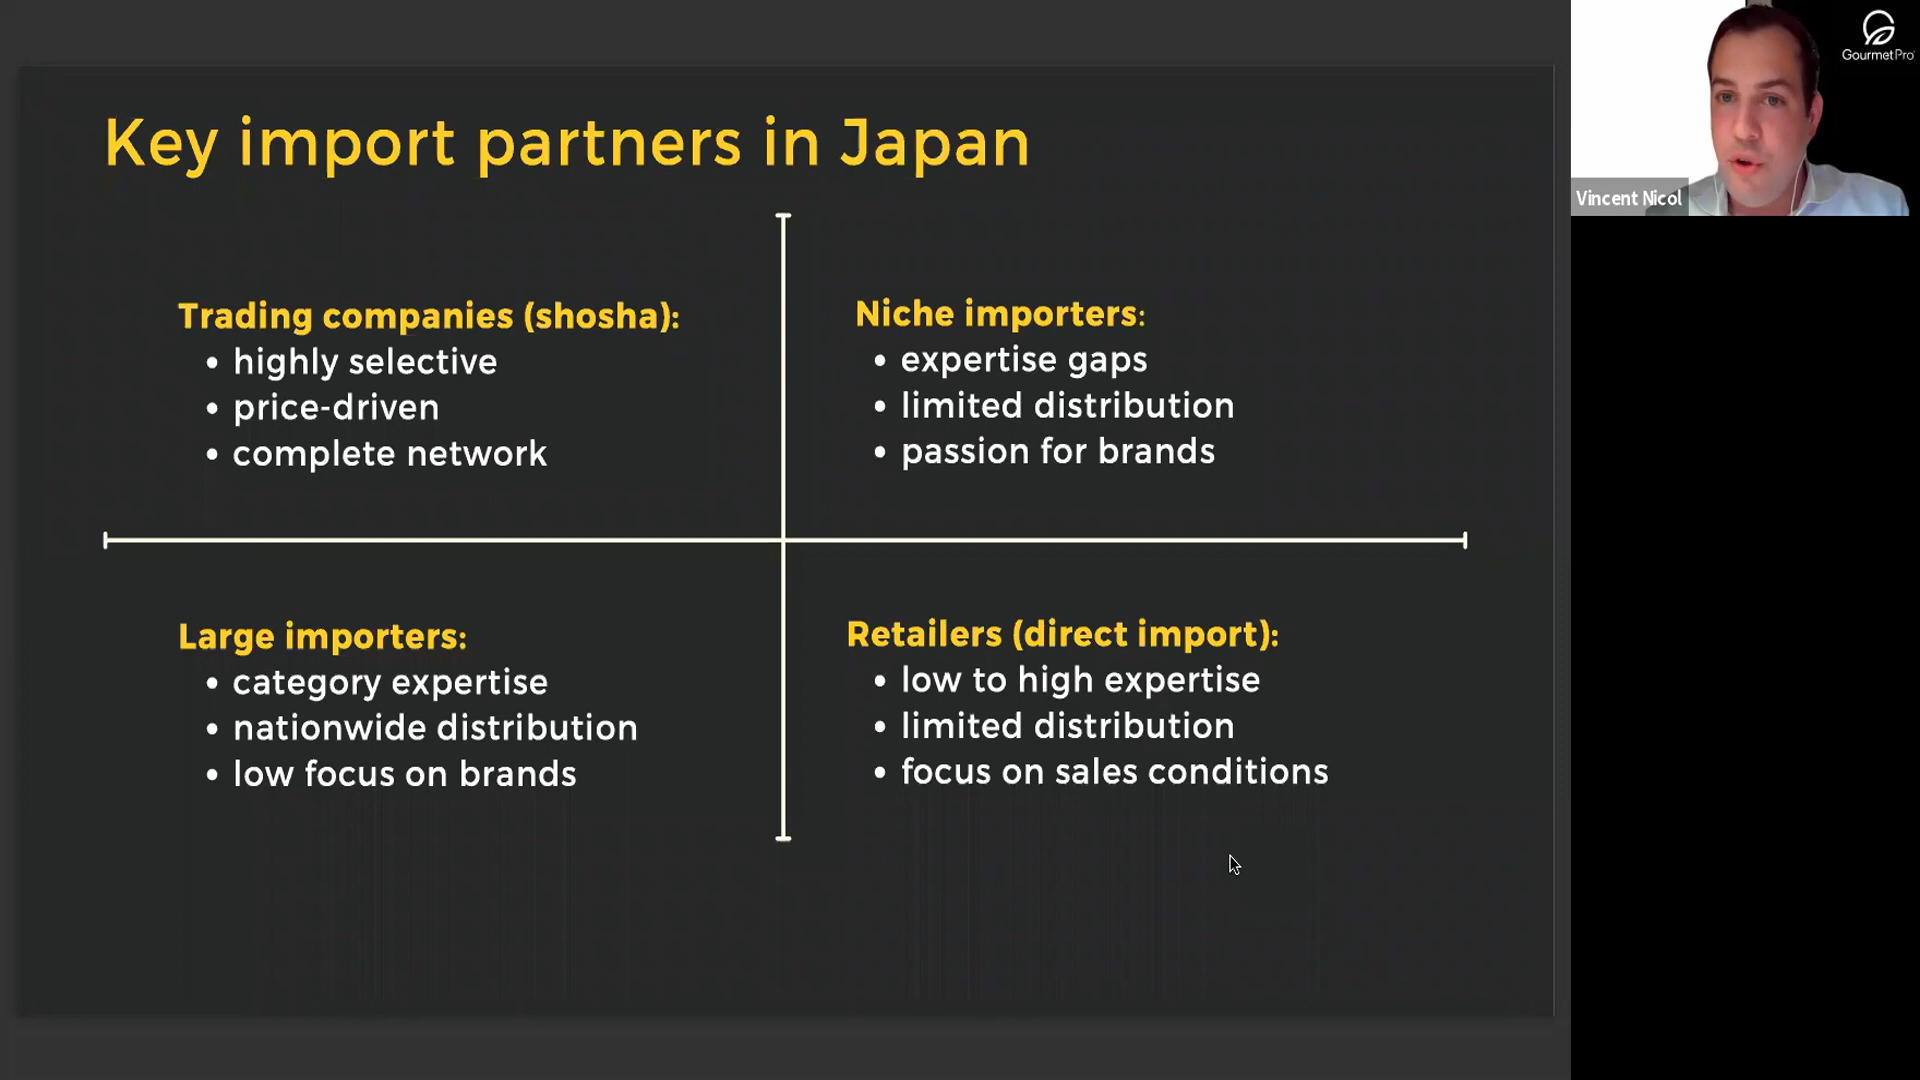 Key import partners in Japan
Trading companies (shosha):
• highly selective
• price-driven
• complete network
Niche importers:
• expertise gaps
• limited distribution
• passion for brands
Large importers:
• category expertise
• nationwide distribution
• low focus on brands
Retailers (direct import):
• low to high expertise
• limited distribution
• focus on sales conditions
GourmetPro
Vincent Nicol